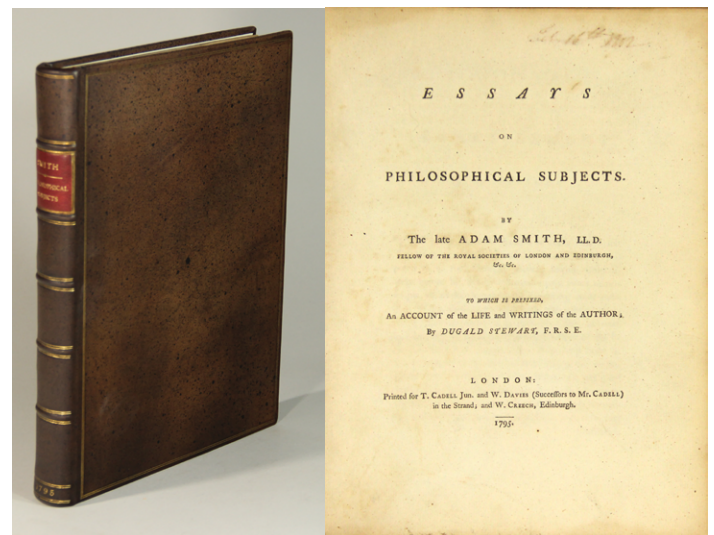 SMITH
PHILOSOPHICAL
SUBJECTS
1795
ESSAYS
ON
PHILOSOPHICAL SUBJECTS.
BY
The late ADAM SMITH, LL.D.
FELLOW OF THE ROYAL SOCIETIES OF LONDON AND EDINBURGH,
&c. &c.
TO WHICH IS PREFIXED,
An ACCOUNT of the LIFE and WRITINGS of the AUTHOR;
By DUGALD STEWART, F. R. S. E.
LONDON:
Printed for T. CADELL Jun. and W. DAVIES (Succeſſors to Mr. CADELL)
in the Strand; and W. CREECH, Edinburgh.
1795.